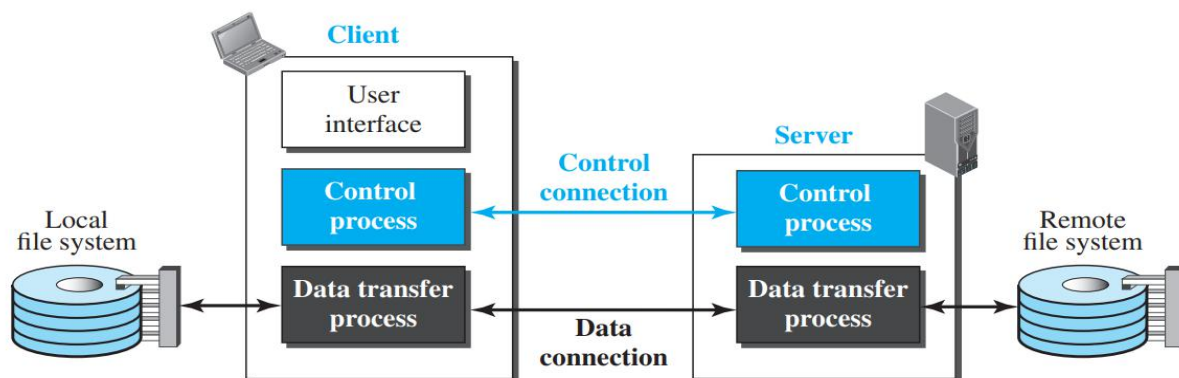 Client
User
interface
Server
Control
connection
Control
process
Control
process
Local
file system
Remote
file system
Data transfer
process
Data transfer
process
Data
connection